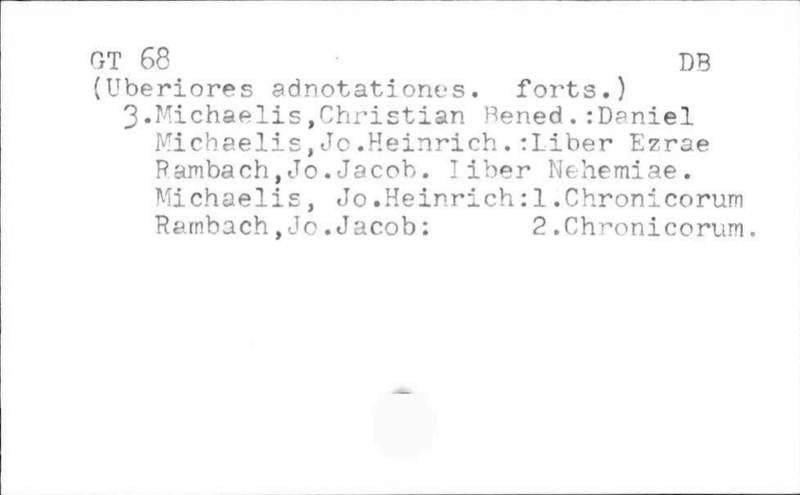 GT 68 DB
(Uberiores adnotationes. forts.)
3.Michaelis,Christian Bened.:Daniel
Michaelis,Jo.Heinrich.:Liber Ezrae
Rambach,Jo.Jacob. Liber Nehemiae.
Michaelis, Jo.Heinrich:1.Chronicorum
Rambach,Jo.Jacob: 2.Chronicorum.